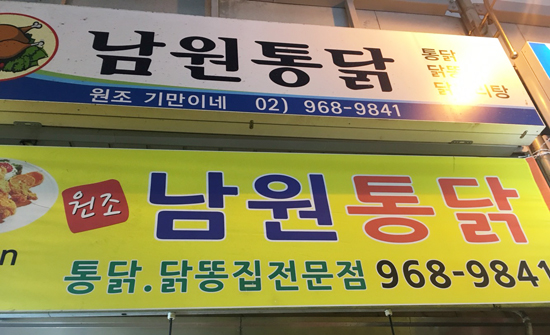 남원통닭
통닭
원조 기만이네 02) 968-9841
원조
남원통닭
통닭.닭똥집전문점 968-9841